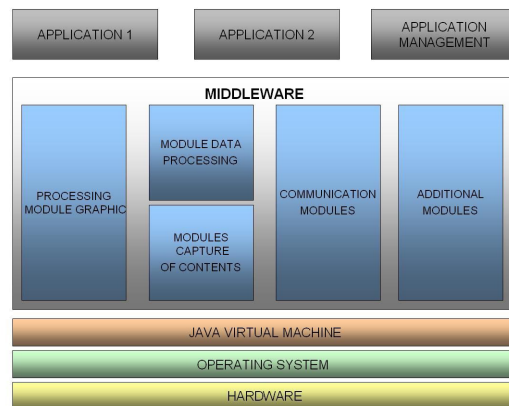 APPLICATION 1
APPLICATION 2
APPLICATION
MANAGEMENT
MIDDLEWARE
PROCESSING
MODULE GRAPHIC
MODULE DATA
PROCESSING
MODULES
CAPTURE
OF CONTENTS
COMMUNICATION
MODULES
ADDITIONAL
MODULES
JAVA VIRTUAL MACHINE
OPERATING SYSTEM
HARDWARE